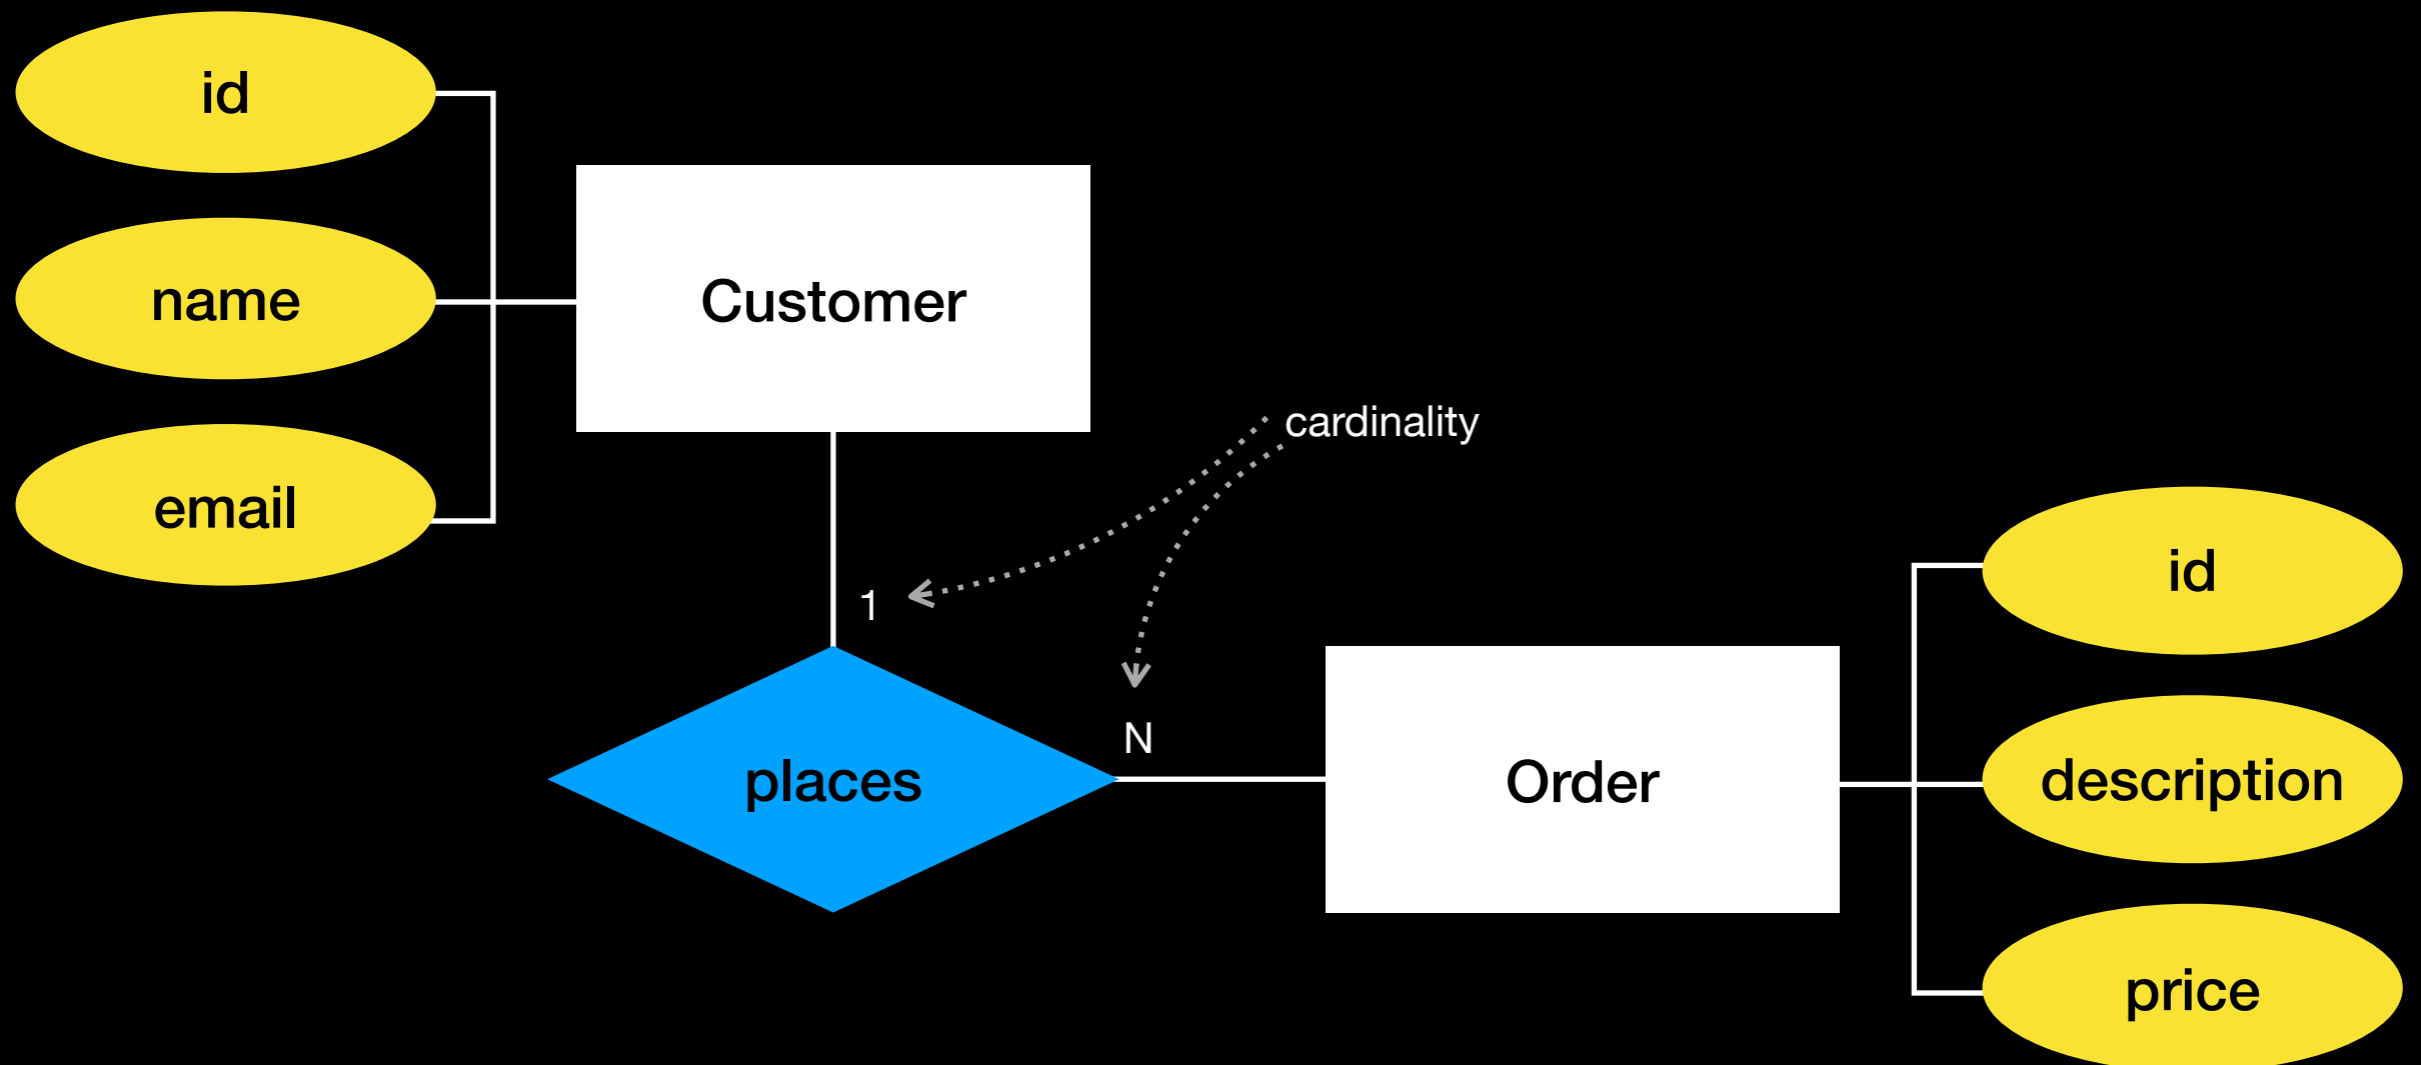 id
name
email
Customer
cardinality
1
N
places
Order
id
description
price